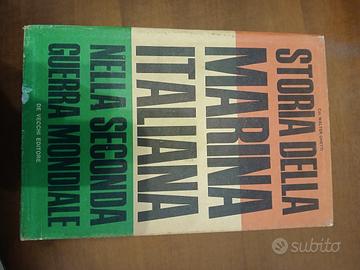 STORIA DELLA
MARINA
ITALIANA
NELLA SECONDA
GUERRA MONDIALE
DE VECCHI EDITORE
subito